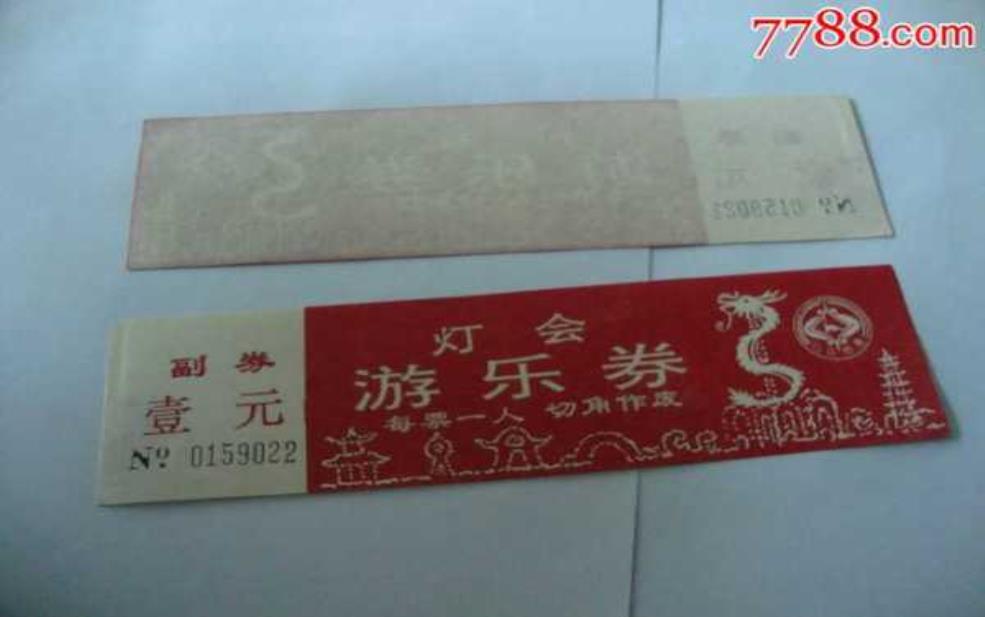 7788.com
灯会
游乐券
每票一人 切角作废
副券
壹元
Nº 0159022